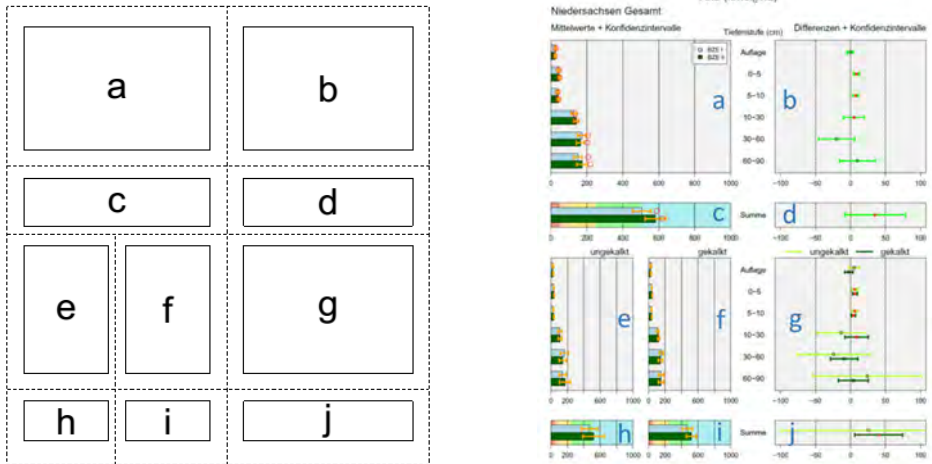 a
b
c
d
e
f
g
h
i
j
Niedersachsen Gesamt
Mittelwerte + Konfidenzintervalle
Tiefenstufe (cm)
Differenzen + Konfidenzintervalle
BZE I
BZE II
Auflage
0–5
5–10
10–30
30–60
60–90
a
b
0 200 400 600 800 1000
−100 −50 0 50 100
c
Summe
d
0 200 400 600 800 1000
−100 −50 0 50 100
ungekalkt
gekalkt
ungekalkt
gekalkt
Auflage
0–5
5–10
10–30
30–60
60–90
e
f
g
0 200 600 1000
0 200 600 1000
−100 −50 0 50 100
h
i
Summe
j